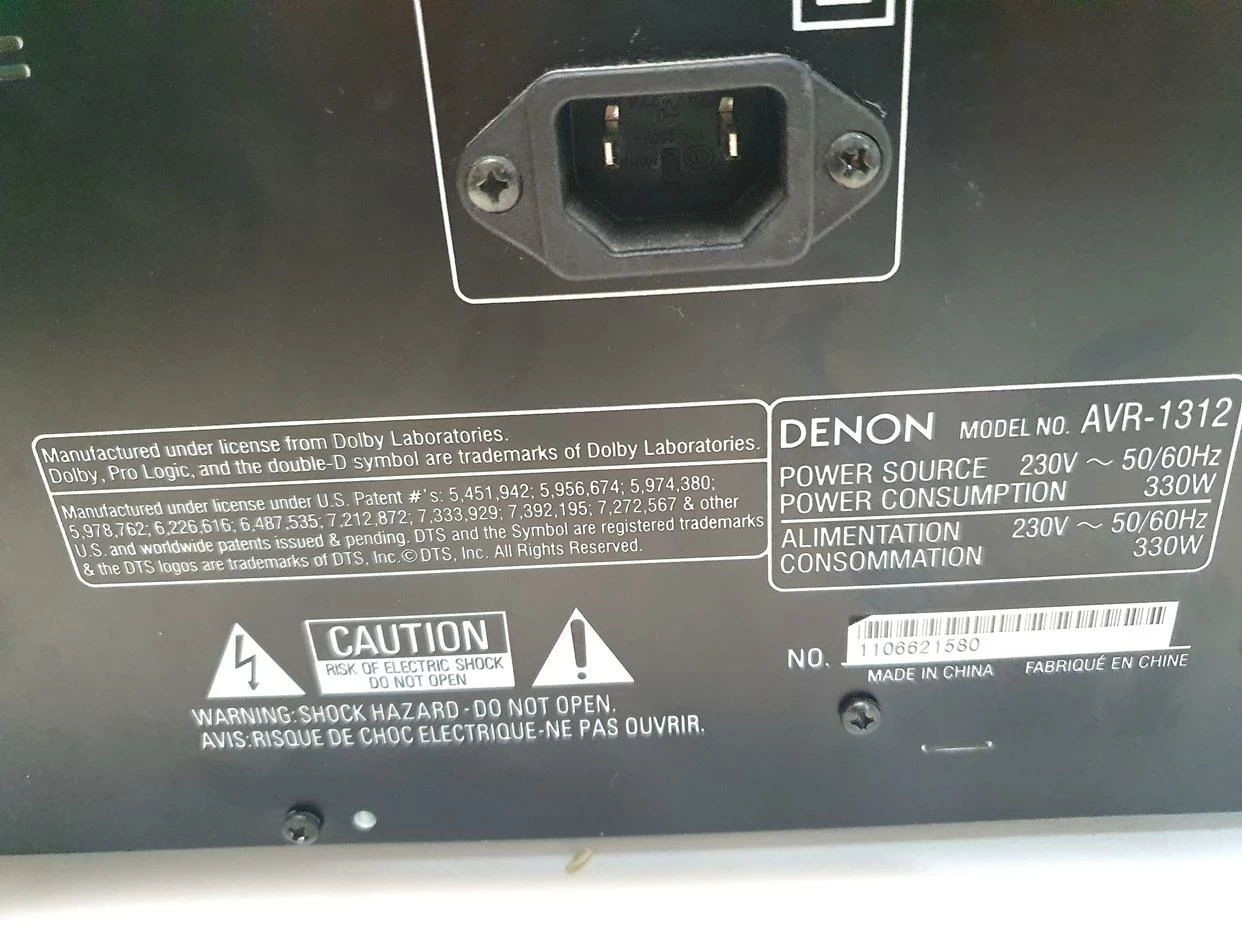 Manufactured under license from Dolby Laboratories.
Dolby, Pro Logic, and the double-D symbol are trademarks of Dolby Laboratories.
Manufactured under license under U.S. Patent #'s: 5,451,942; 5,956,674; 5,974,380;
5,978,762; 6,226,616; 6,487,535; 7,212,872; 7,333,929; 7,392,195; 7,272,567 & other
U.S. and worldwide patents issued & pending. DTS and the Symbol are registered trademarks
& the DTS logos are trademarks of DTS, Inc. © DTS, Inc. All Rights Reserved.
DENON MODEL NO. AVR-1312
POWER SOURCE 230V ~ 50/60Hz
POWER CONSUMPTION 330W
ALIMENTATION 230V ~ 50/60Hz
CONSOMMATION 330W
CAUTION
RISK OF ELECTRIC SHOCK
DO NOT OPEN
WARNING: SHOCK HAZARD - DO NOT OPEN.
AVIS: RISQUE DE CHOC ELECTRIQUE-NE PAS OUVRIR.
NO. 1106621580
MADE IN CHINA FABRIQUÉ EN CHINE